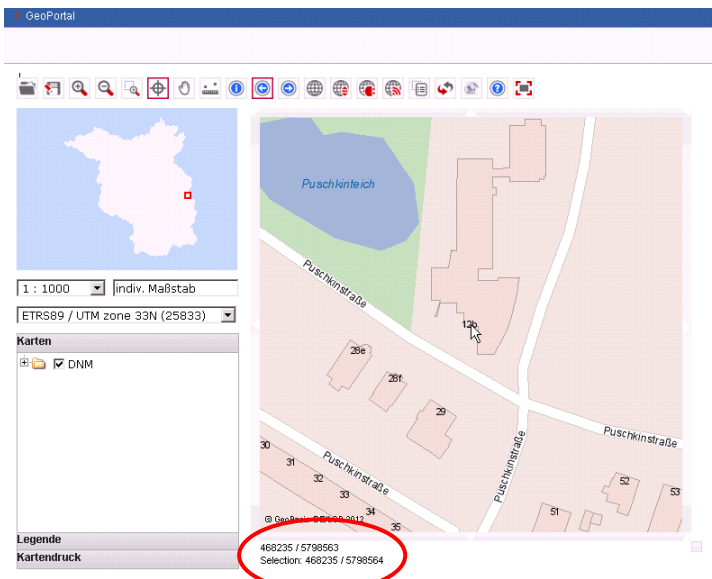 GeoPortal
1 : 1000
indiv. Maßstab
ETRS89 / UTM zone 33N (25833)
Karten
DNM
Legende
Kartendruck
Puschkinteich
Puschkinstraße
12b
28e
28f
29
Puschkinstraße
Puschkinstraße
Puschkinstraße
30
31
32
33
34
35
51
52
53
468235 / 5798563
Selection: 468235 / 5798564